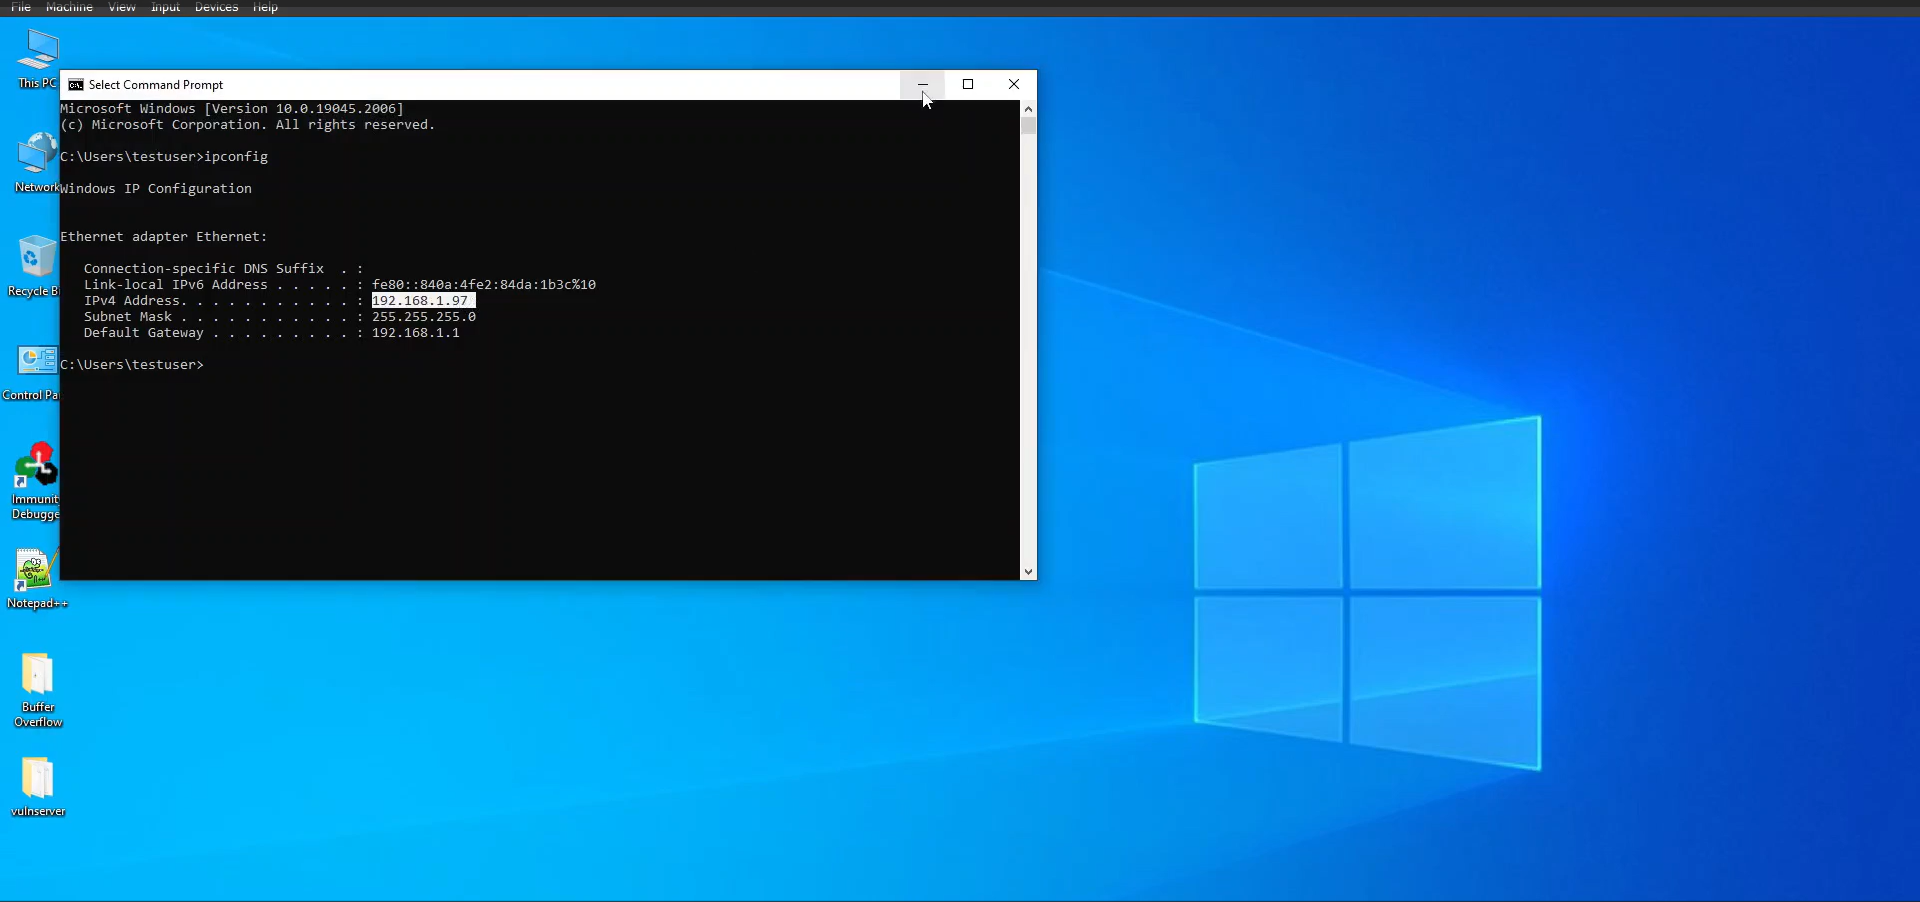 File Machine View Input Devices Help
This PC
Network
Recycle Bi
Control Pa
Immunity
Debugge
Notepad++
Buffer
Overflow
vulnserver
Select Command Prompt
Microsoft Windows [Version 10.0.19045.2006]
(c) Microsoft Corporation. All rights reserved.
C:\Users\testuser>ipconfig
Windows IP Configuration
Ethernet adapter Ethernet:
Connection-specific DNS Suffix . :
Link-local IPv6 Address . . . . . : fe80::840a:4fe2:84da:1b3c%10
IPv4 Address. . . . . . . . . . . : 192.168.1.97
Subnet Mask . . . . . . . . . . . : 255.255.255.0
Default Gateway . . . . . . . . . : 192.168.1.1
C:\Users\testuser>